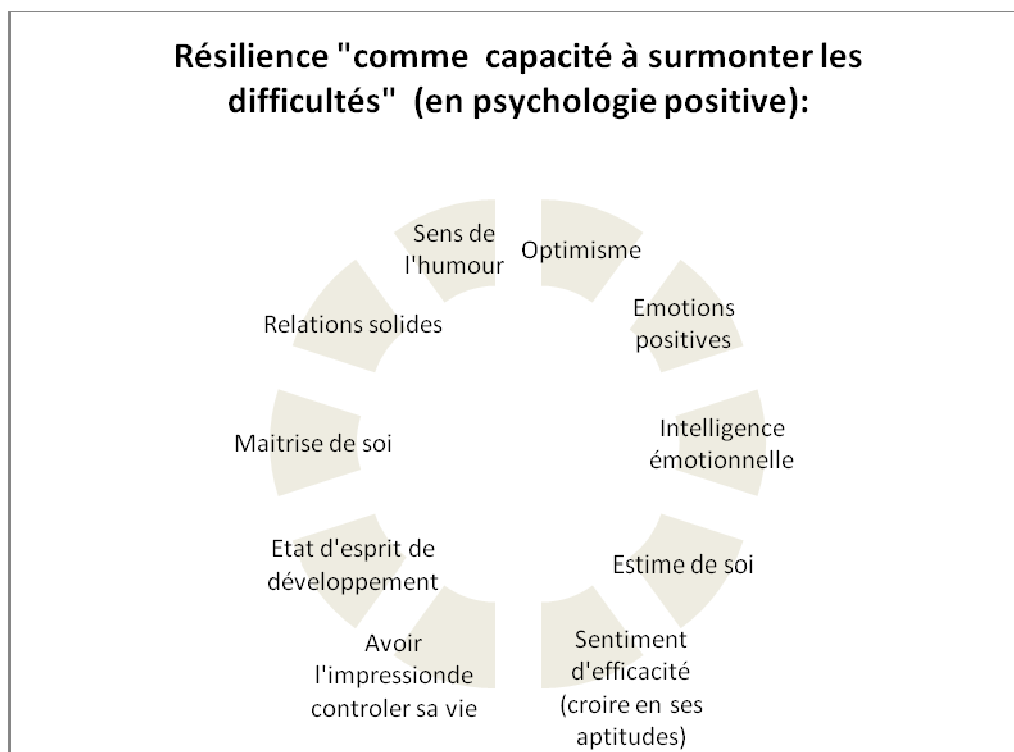 Résilience "comme capacité à surmonter les
difficultés" (en psychologie positive):
Sens de
l'humour
Optimisme
Emotions
positives
Intelligence
émotionnelle
Estime de soi
Sentiment
d'efficacité
(croire en ses
aptitudes)
Avoir
l'impressionde
controler sa vie
Etat d'esprit de
développement
Maitrise de soi
Relations solides